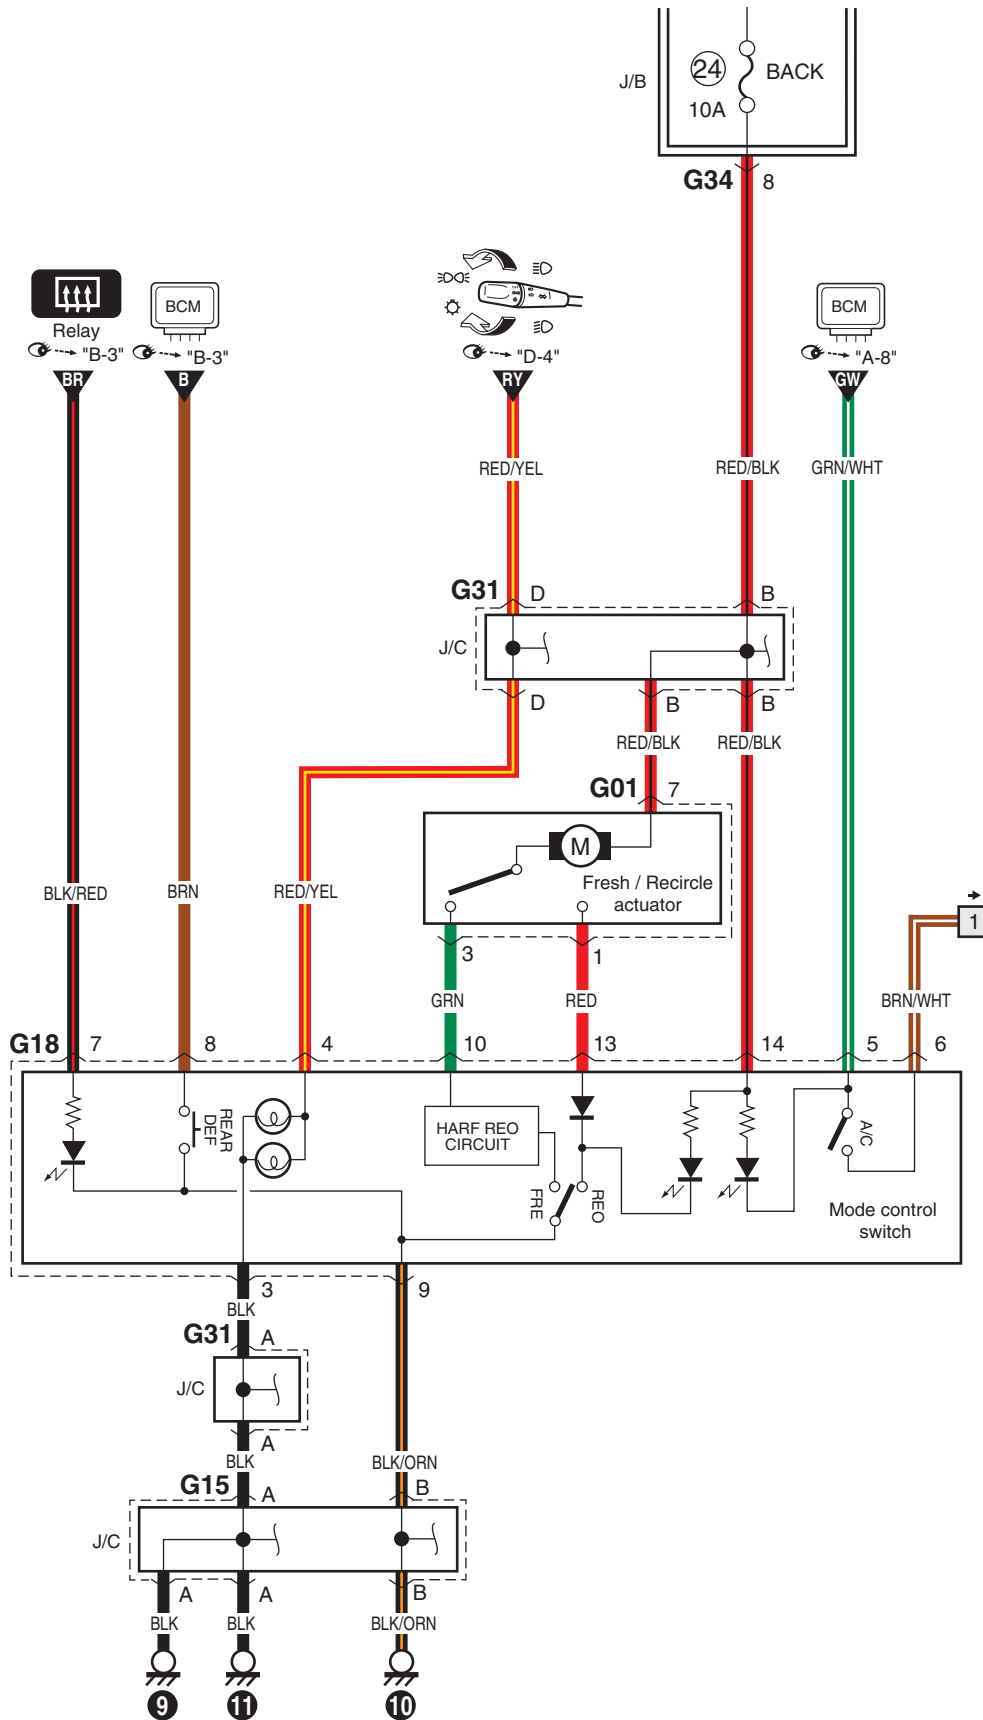 24
BACK
J/B
10A
G34
8
BCM
BCM
Relay
"B-3"
"B-3"
"D-4"
"A-8"
BR
B
RY
GW
RED/YEL
RED/BLK
GRN/WHT
G31
D
B
J/C
D
B
B
RED/BLK
RED/BLK
G01
7
M
Fresh / Recircle
actuator
BLK/RED
BRN
RED/YEL
1
3
1
GRN
RED
BRN/WHT
G18
7
8
4
10
13
14
5
6
REAR
DEF
HARF REO
CIRCUIT
A/C
FRE
REO
Mode control
switch
3
9
BLK
G31
A
J/C
A
BLK
BLK/ORN
G15
A
B
J/C
A
A
B
BLK
BLK
BLK/ORN
9
11
10